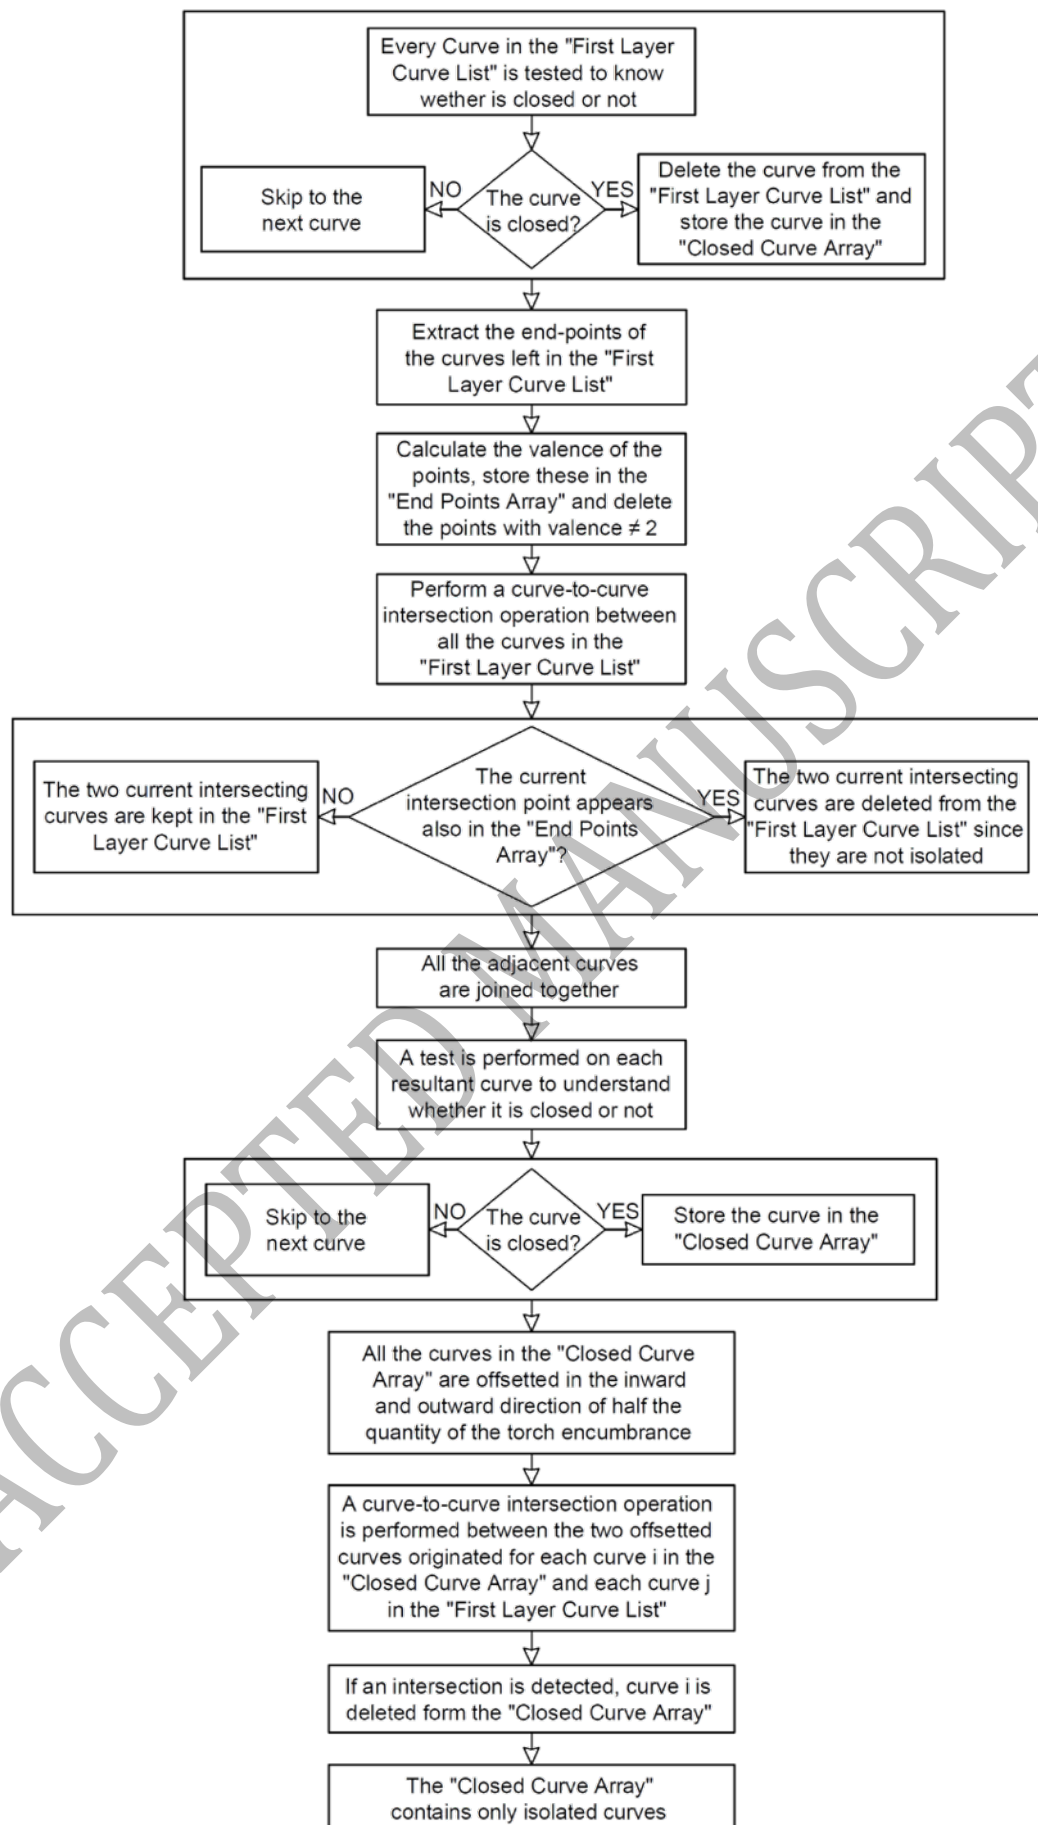 Every Curve in the "First Layer
Curve List" is tested to know
wether is closed or not
NO
YES
Skip to the
next curve
The curve
is closed?
Delete the curve from the
"First Layer Curve List" and
store the curve in the
"Closed Curve Array"
Extract the end-points of
the curves left in the "First
Layer Curve List"
Calculate the valence of the
points, store these in the
"End Points Array" and delete
the points with valence ≠ 2
Perform a curve-to-curve
intersection operation between
all the curves in the
"First Layer Curve List"
The two current intersecting
curves are kept in the "First
Layer Curve List"
NO
The current
intersection point appears
also in the "End Points
Array"?
YES
The two current intersecting
curves are deleted from the
"First Layer Curve List" since
they are not isolated
All the adjacent curves
are joined together
A test is performed on each
resultant curve to understand
whether it is closed or not
Skip to the
next curve
NO
The curve
is closed?
YES
Store the curve in the
"Closed Curve Array"
All the curves in the "Closed Curve
Array" are offsetted in the inward
and outward direction of half the
quantity of the torch encumbrance
A curve-to-curve intersection operation
is performed between the two offsetted
curves originated for each curve i in the
"Closed Curve Array" and each curve j
in the "First Layer Curve List"
If an intersection is detected, curve i is
deleted form the "Closed Curve Array"
The "Closed Curve Array"
contains only isolated curves
ACCEPTED MANUSCRIPT